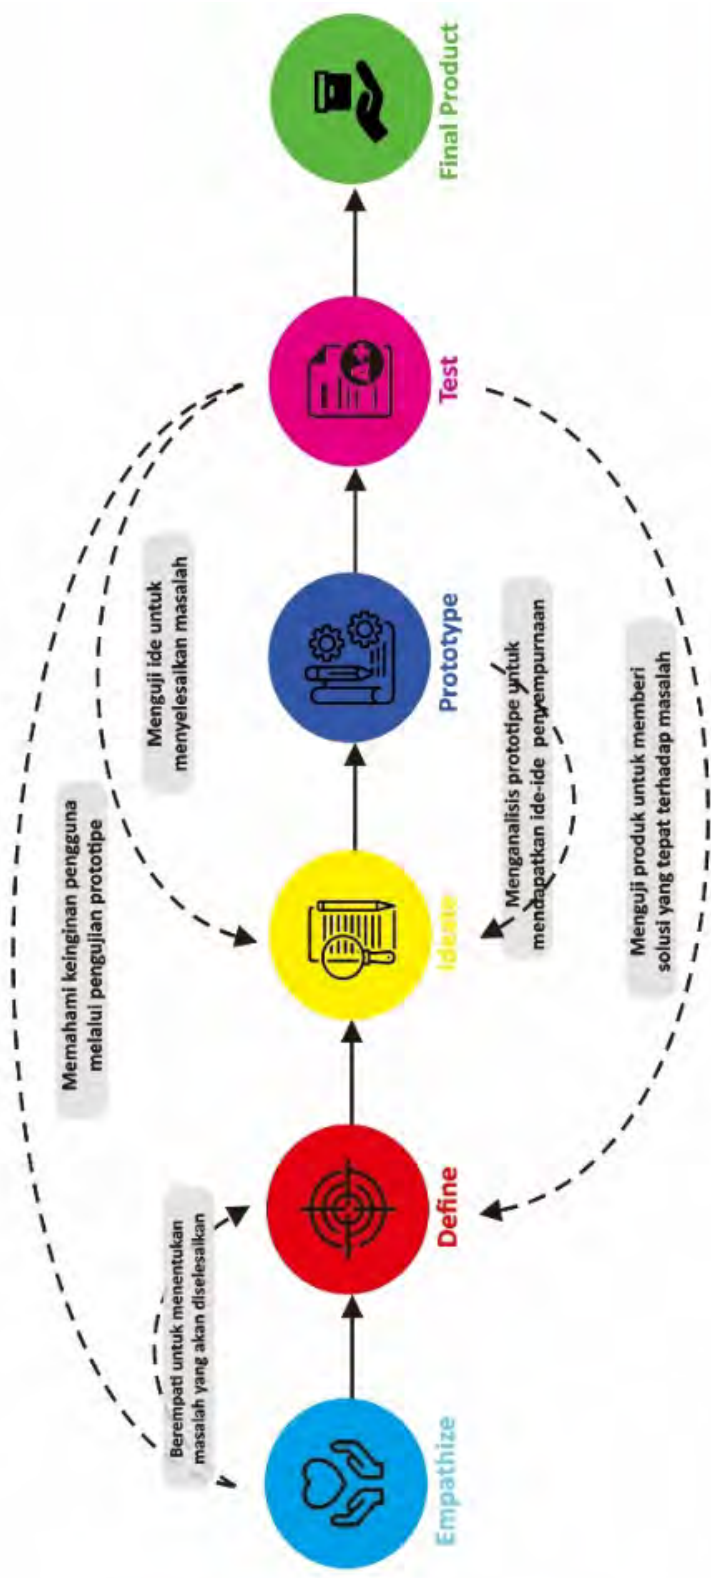 Memahami keinginan pengguna
melalui pengujian prototipe
Menguji ide untuk
menyelesaikan masalah
Berempati untuk menentukan
masalah yang akan diselesaikan
Empathize
Define
Ideate
Prototype
Test
Final Product
Menganalisis prototipe untuk
mendapatkan ide-ide penyempurnaan
Menguji produk untuk memberi
solusi yang tepat terhadap masalah